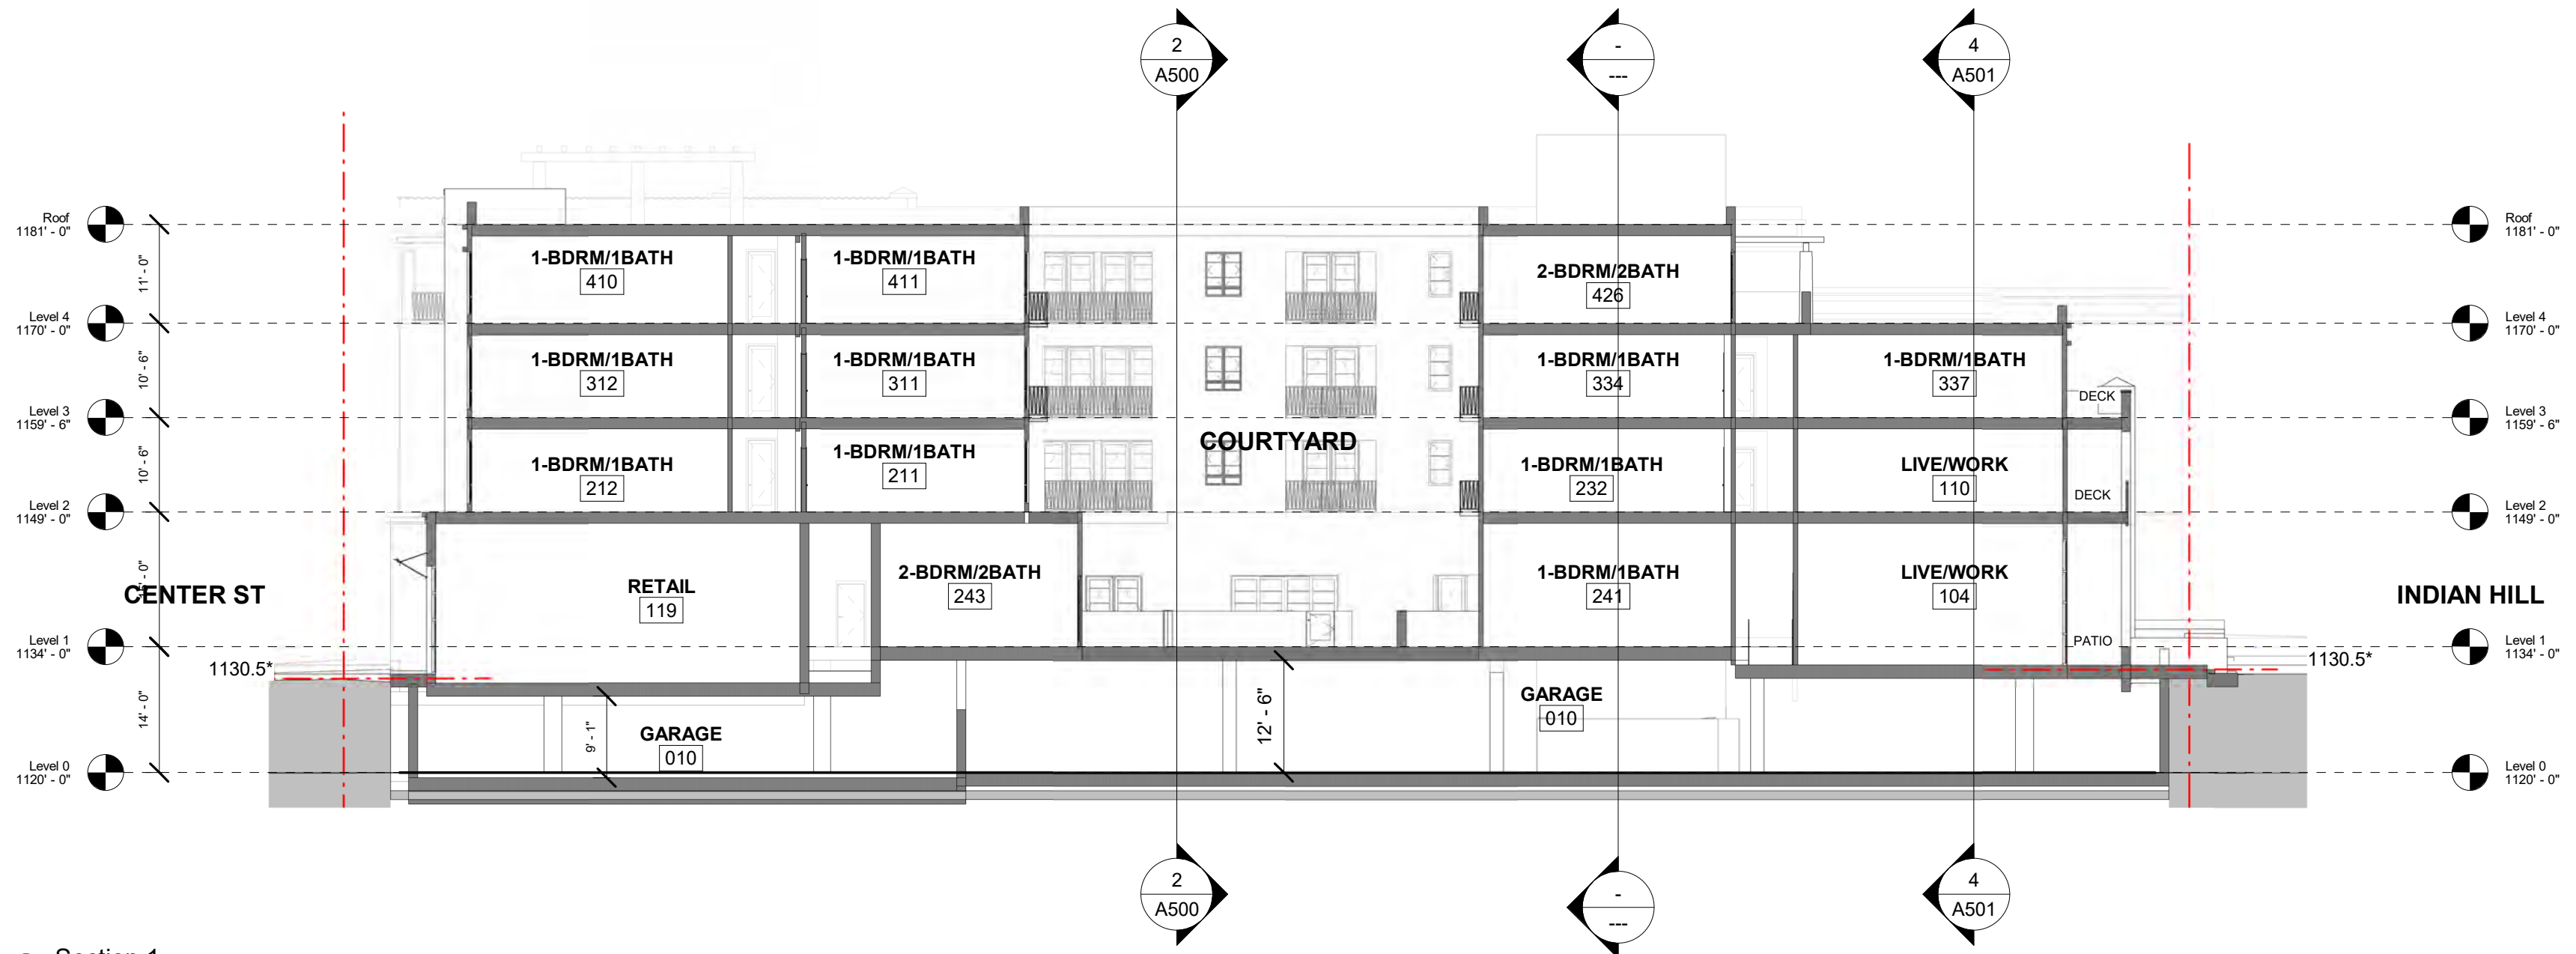 2
A500
-
---
4
A501
Roof
1181' - 0"
Roof
1181' - 0"
11' - 0"
1-BDRM/1BATH
410
1-BDRM/1BATH
411
2-BDRM/2BATH
426
Level 4
1170' - 0"
Level 4
1170' - 0"
10' - 6"
1-BDRM/1BATH
312
1-BDRM/1BATH
311
1-BDRM/1BATH
334
1-BDRM/1BATH
337
DECK
Level 3
1159' - 6"
Level 3
1159' - 6"
COURTYARD
10' - 6"
1-BDRM/1BATH
212
1-BDRM/1BATH
211
1-BDRM/1BATH
232
LIVE/WORK
110
DECK
Level 2
1149' - 0"
Level 2
1149' - 0"
CENTER ST
RETAIL
119
2-BDRM/2BATH
243
1-BDRM/1BATH
241
LIVE/WORK
104
INDIAN HILL
PATIO
Level 1
1134' - 0"
Level 1
1134' - 0"
1130.5*
1130.5*
14' - 0"
9' - 1"
GARAGE
010
12' - 6"
GARAGE
010
Level 0
1120' - 0"
Level 0
1120' - 0"
2
A500
-
---
4
A501
Section 1